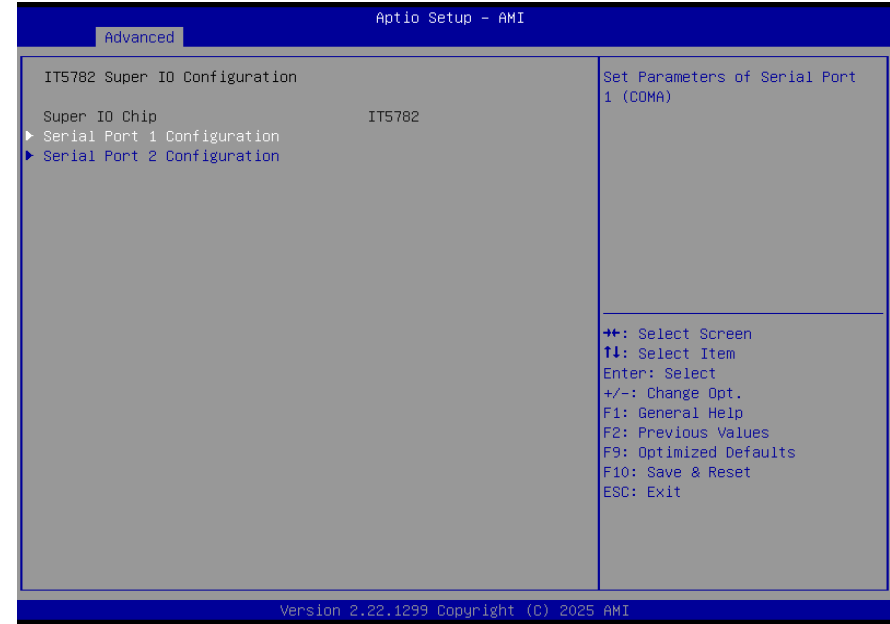 Aptio Setup – AMI
Advanced
IT5782 Super IO Configuration
Super IO Chip IT5782
▶ Serial Port 1 Configuration
▶ Serial Port 2 Configuration
Set Parameters of Serial Port
1 (COMA)
→←: Select Screen
↑↓: Select Item
Enter: Select
+/-: Change Opt.
F1: General Help
F2: Previous Values
F9: Optimized Defaults
F10: Save & Reset
ESC: Exit
Version 2.22.1299 Copyright (C) 2025 AMI